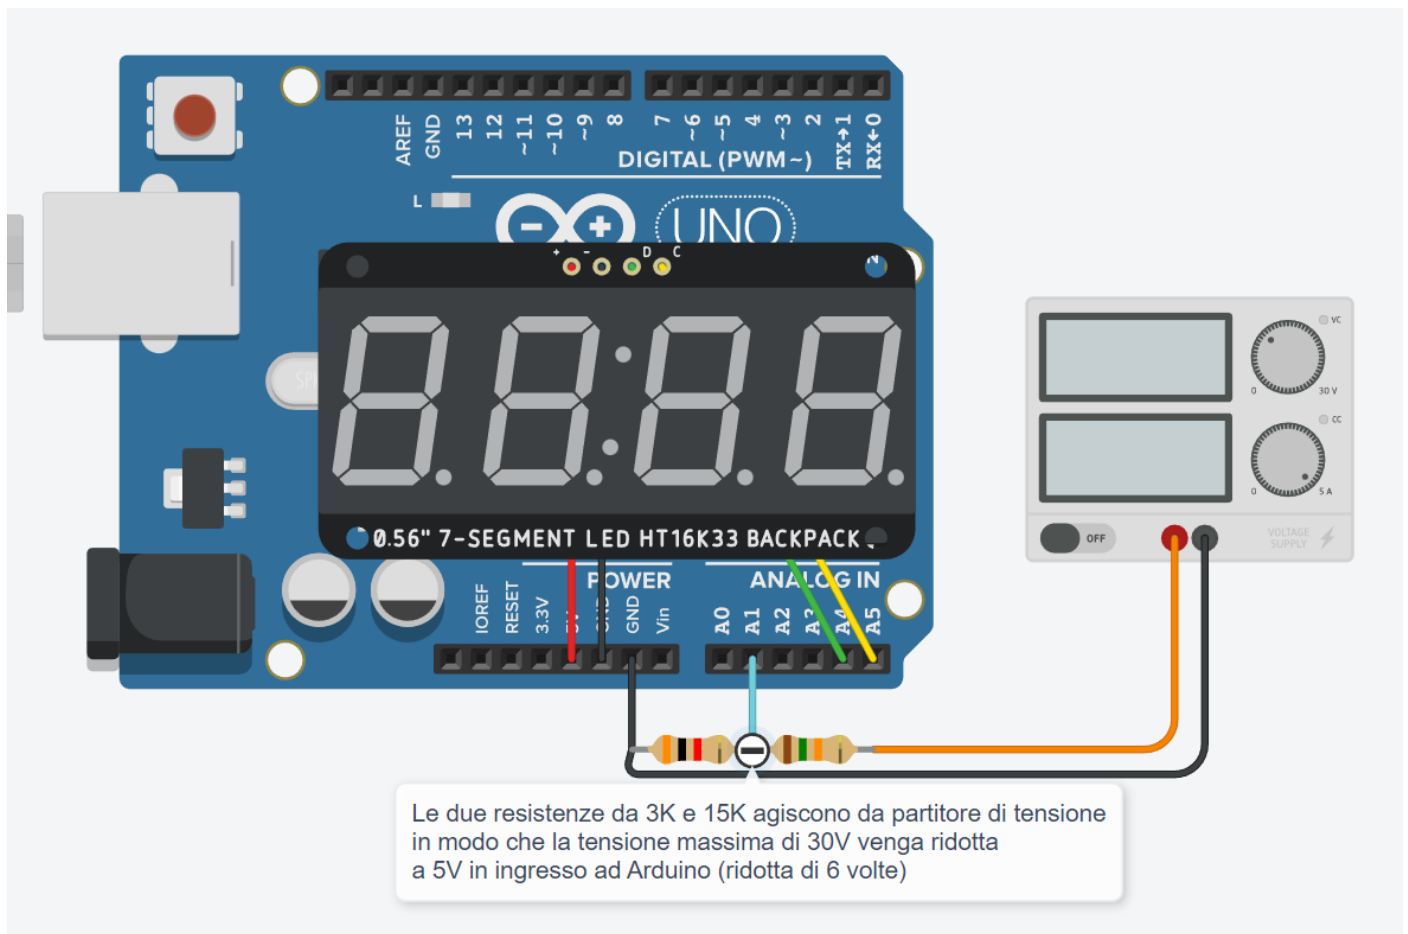 AREF
GND
13
12
~11
~10
~9
8
7
~6
~5
4
~3
2
TX→1
RX←0
DIGITAL (PWM~)
L
UNO
+ - D C
0.56" 7-SEGMENT LED HT16K33 BACKPACK
POWER
ANALOG IN
IOREF
RESET
3.3V
GND
Vin
A0
A1
A2
A3
A4
A5
VC
0 30 V
CC
0 5 A
OFF
VOLTAGE
SUPPLY
Le due resistenze da 3K e 15K agiscono da partitore di tensione
in modo che la tensione massima di 30V venga ridotta
a 5V in ingresso ad Arduino (ridotta di 6 volte)